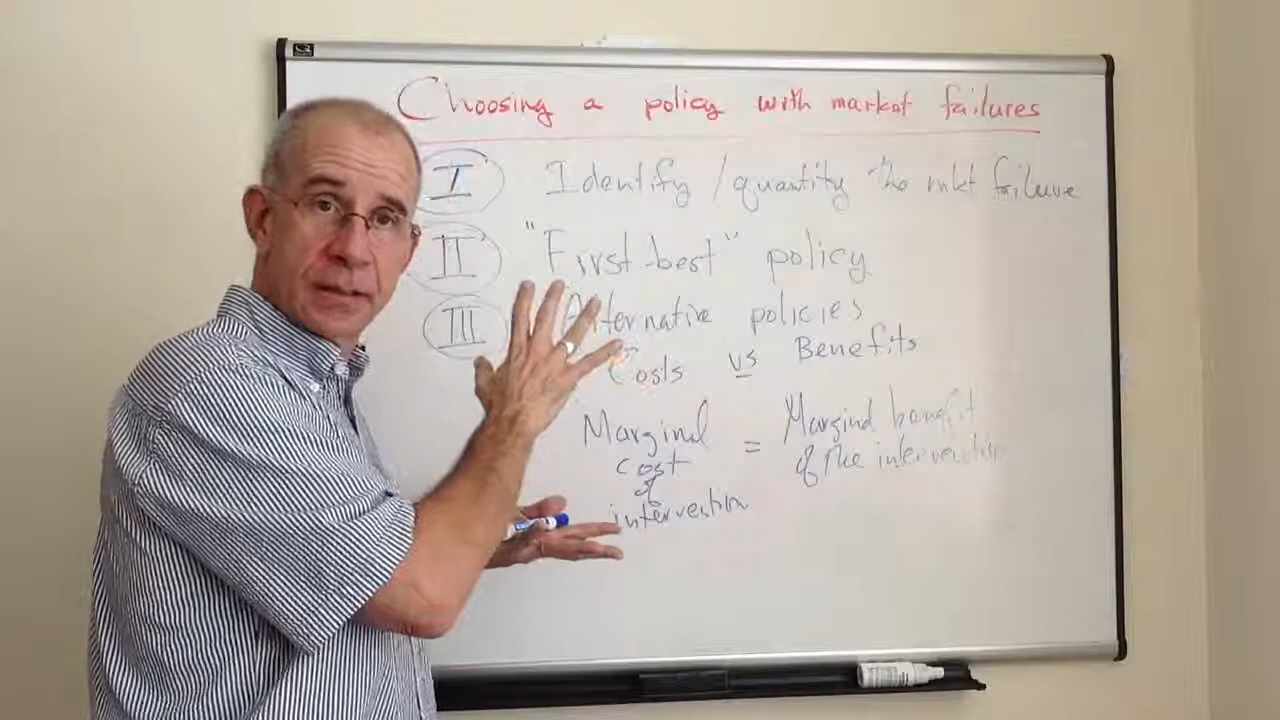 Choosing a policy with market failures
I Identify / quantity the mkt failure
II "First-best" policy
III Alternative policies
Costs vs Benefits
Marginal cost of intervention = Marginal benefit of the intervention